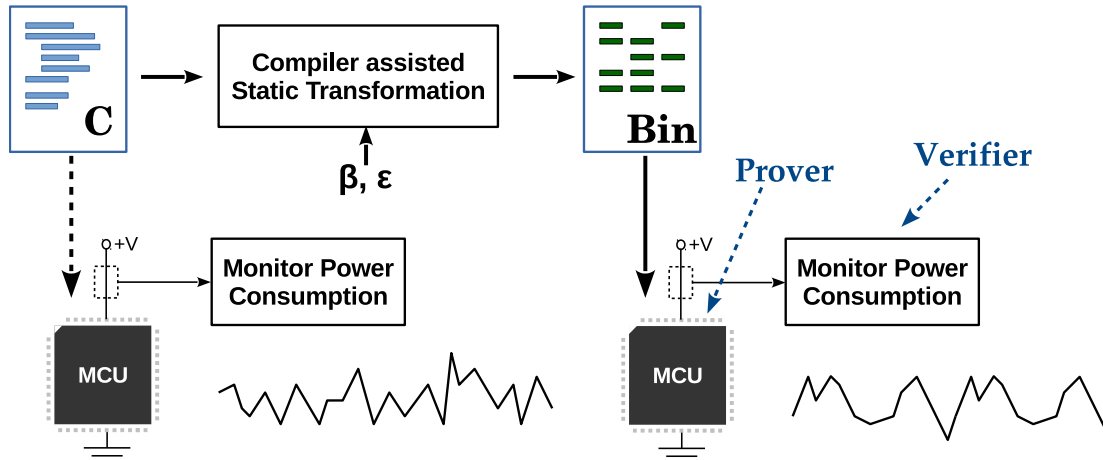 C
Compiler assisted
Static Transformation
β, ε
Bin
Prover
Verifier
+V
Monitor Power
Consumption
MCU
+V
Monitor Power
Consumption
MCU